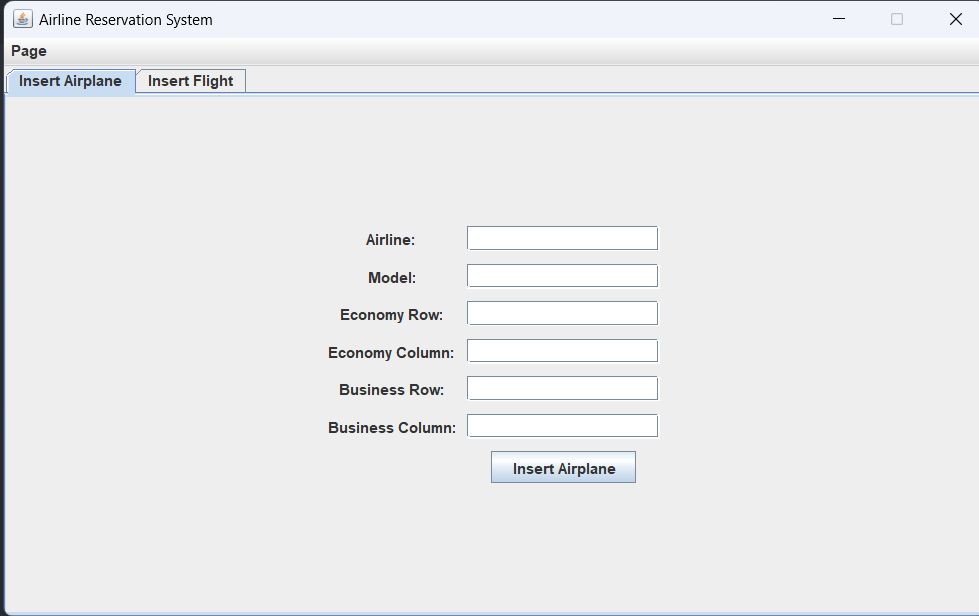 Airline Reservation System
Page
Insert Airplane Insert Flight
Airline:
Model:
Economy Row:
Economy Column:
Business Row:
Business Column:
Insert Airplane